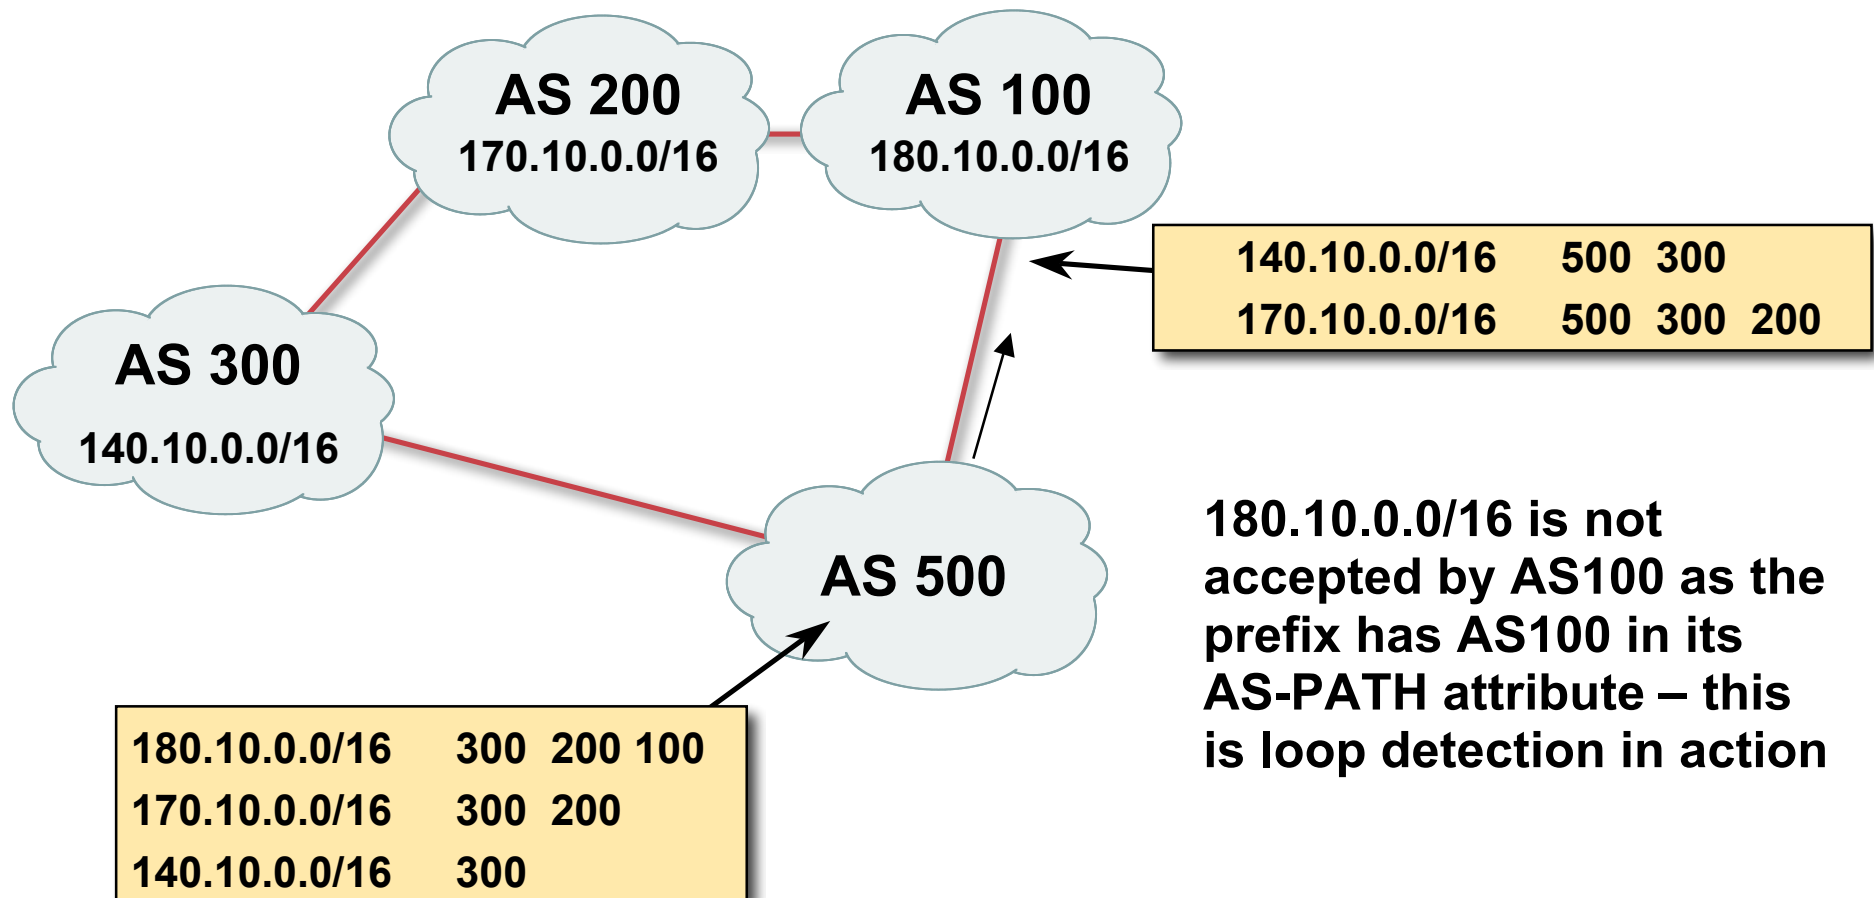 AS 200
170.10.0.0/16
AS 100
180.10.0.0/16
140.10.0.0/16 500 300
170.10.0.0/16 500 300 200
AS 300
140.10.0.0/16
AS 500
180.10.0.0/16 is not
accepted by AS100 as the
prefix has AS100 in its
AS-PATH attribute – this
is loop detection in action
180.10.0.0/16 300 200 100
170.10.0.0/16 300 200
140.10.0.0/16 300